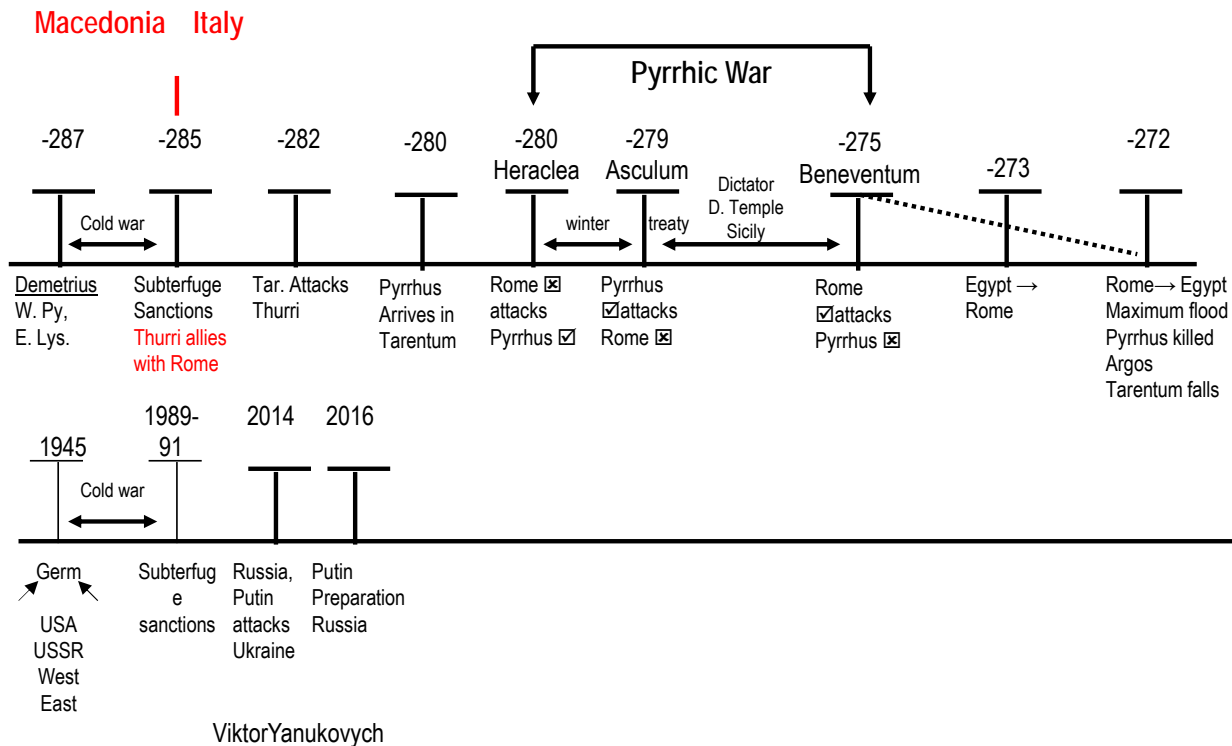 Macedonia Italy
Pyrrhic War
-287
-285
-282
-280
-280
Heraclea
-279
Asculum
-275
Beneventum
-273
-272
Cold war
winter
treaty
Dictator
D. Temple
Sicily
Demetrius
W. Py,
E. Lys.
Subterfuge
Sanctions
Thurri allies
with Rome
Tar. Attacks
Thurri
Pyrrhus
Arrives in
Tarentum
Rome ☒
attacks
Pyrrhus ☑
Pyrrhus
☑attacks
Rome ☒
Rome
☑attacks
Pyrrhus ☒
Egypt →
Rome
Rome→ Egypt
Maximum flood
Pyrrhus killed
Argos
Tarentum falls
1945
1989-
91
2014
2016
Cold war
Germ
USA
USSR
West
East
Subterfug
e
sanctions
Russia,
Putin
attacks
Ukraine
Putin
Preparation
Russia
ViktorYanukovych